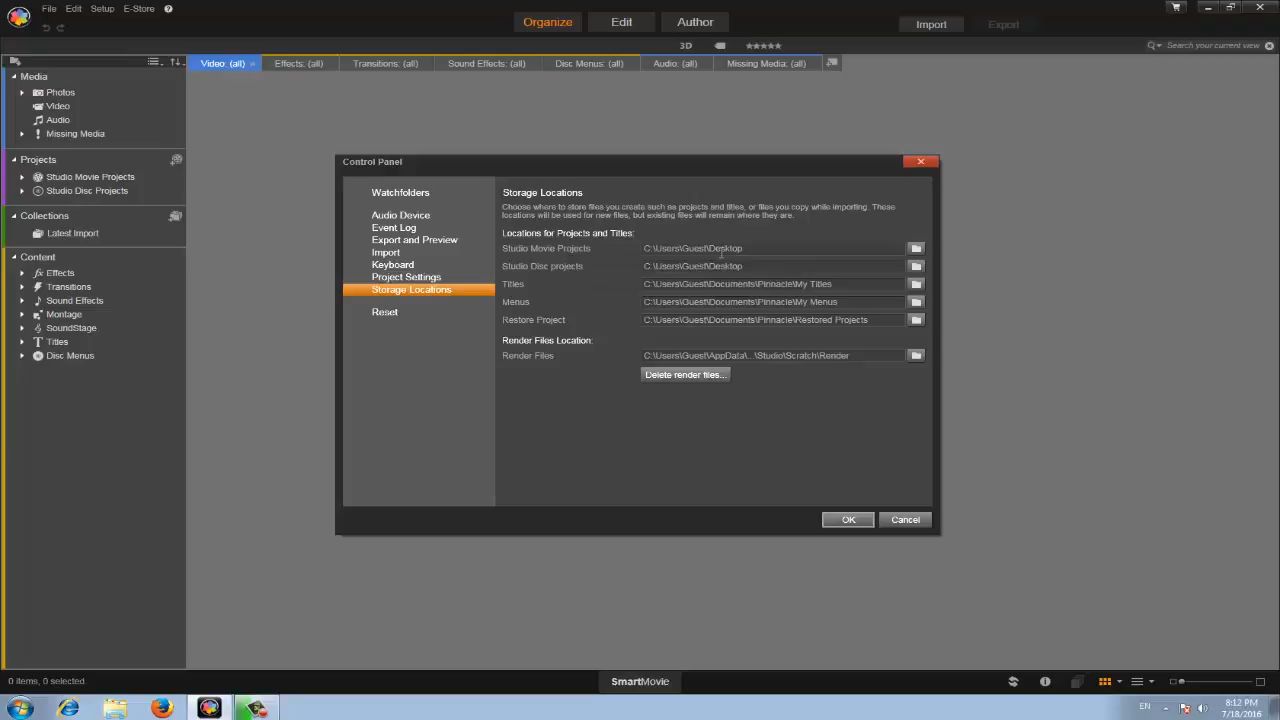 File Edit Setup E-Store
Organize Edit Author
Import Export
3D
Search your current view
Video: (all) Effects: (all) Transitions: (all) Sound Effects: (all) Disc Menus: (all) Audio: (all) Missing Media: (all)
Media
Photos
Video
Audio
Missing Media
Projects
Studio Movie Projects
Studio Disc Projects
Collections
Latest Import
Content
Effects
Transitions
Sound Effects
Montage
SoundStage
Titles
Disc Menus
Control Panel
Watchfolders
Audio Device
Event Log
Export and Preview
Import
Keyboard
Project Settings
Storage Locations
Reset
Storage Locations
Choose where to store files you create such as projects and titles, or files you copy while importing. These
locations will be used for new files, but existing files will remain where they are.
Locations for Projects and Titles:
Studio Movie Projects C:\Users\Guest\Desktop
Studio Disc projects C:\Users\Guest\Desktop
Titles C:\Users\Guest\Documents\Pinnacle\My Titles
Menus C:\Users\Guest\Documents\Pinnacle\My Menus
Restore Project C:\Users\Guest\Documents\Pinnacle\Restored Projects
Render Files Location:
Render Files C:\Users\Guest\AppData\...\Studio\Scratch\Render
Delete render files...
OK Cancel
0 items, 0 selected.
SmartMovie
EN
8:12 PM
7/18/2016